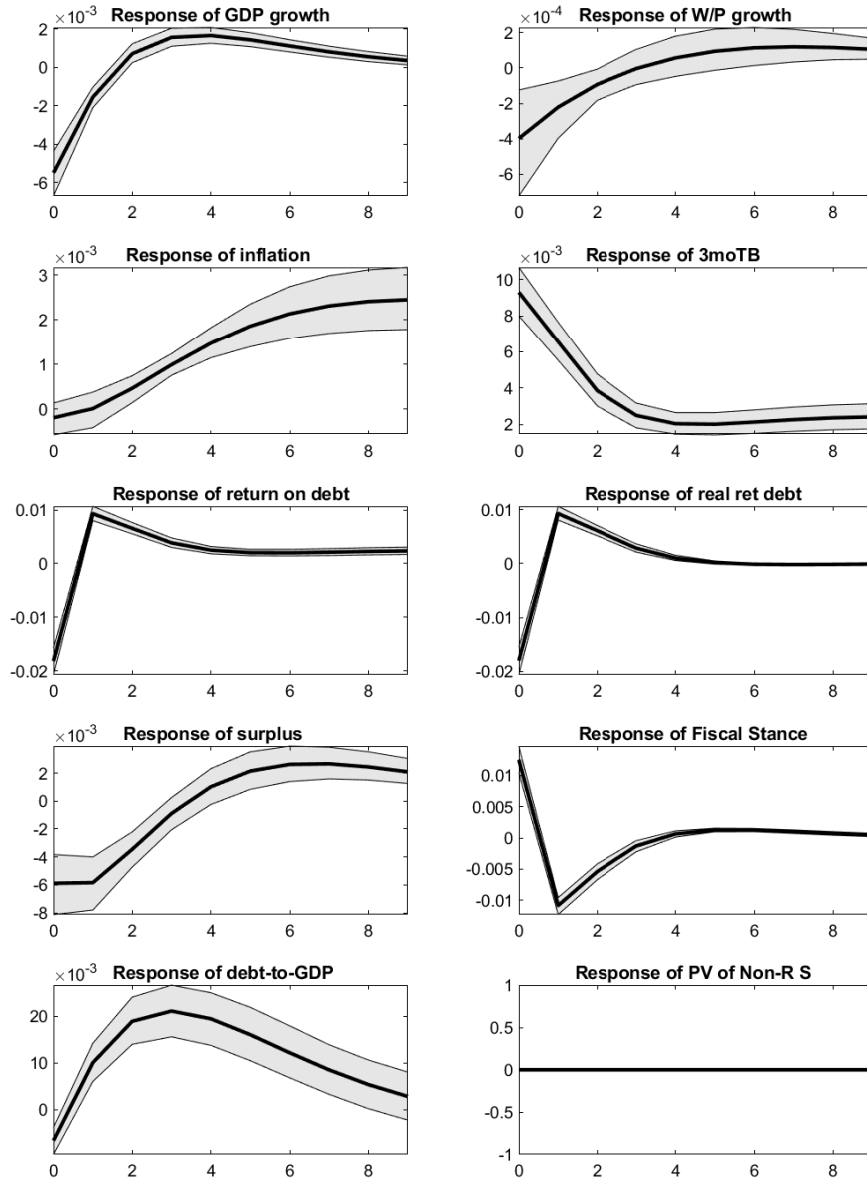 Response of GDP growth
×10⁻³
2
0
-2
-4
-6
0 2 4 6 8
Response of W/P growth
×10⁻⁴
2
0
-2
-4
-6
0 2 4 6 8
Response of inflation
×10⁻³
3
2
1
0
0 2 4 6 8
Response of 3moTB
×10⁻³
10
8
6
4
2
0 2 4 6 8
Response of return on debt
0.01
0
-0.01
-0.02
0 2 4 6 8
Response of real ret debt
0.01
0
-0.01
-0.02
0 2 4 6 8
Response of surplus
×10⁻³
2
0
-2
-4
-6
-8
0 2 4 6 8
Response of Fiscal Stance
0.01
0.005
0
-0.005
-0.01
0 2 4 6 8
Response of debt-to-GDP
×10⁻³
20
10
0
0 2 4 6 8
Response of PV of Non-R S
1
0.5
0
-0.5
-1
0 2 4 6 8